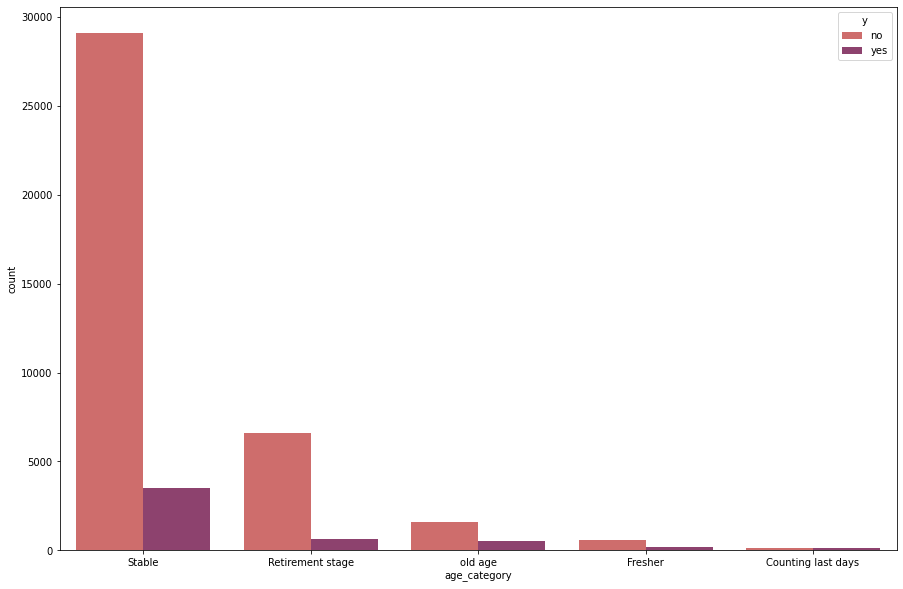 y
no
yes
30000
25000
20000
15000
10000
5000
0
count
Stable
Retirement stage
old age
Fresher
Counting last days
age_category